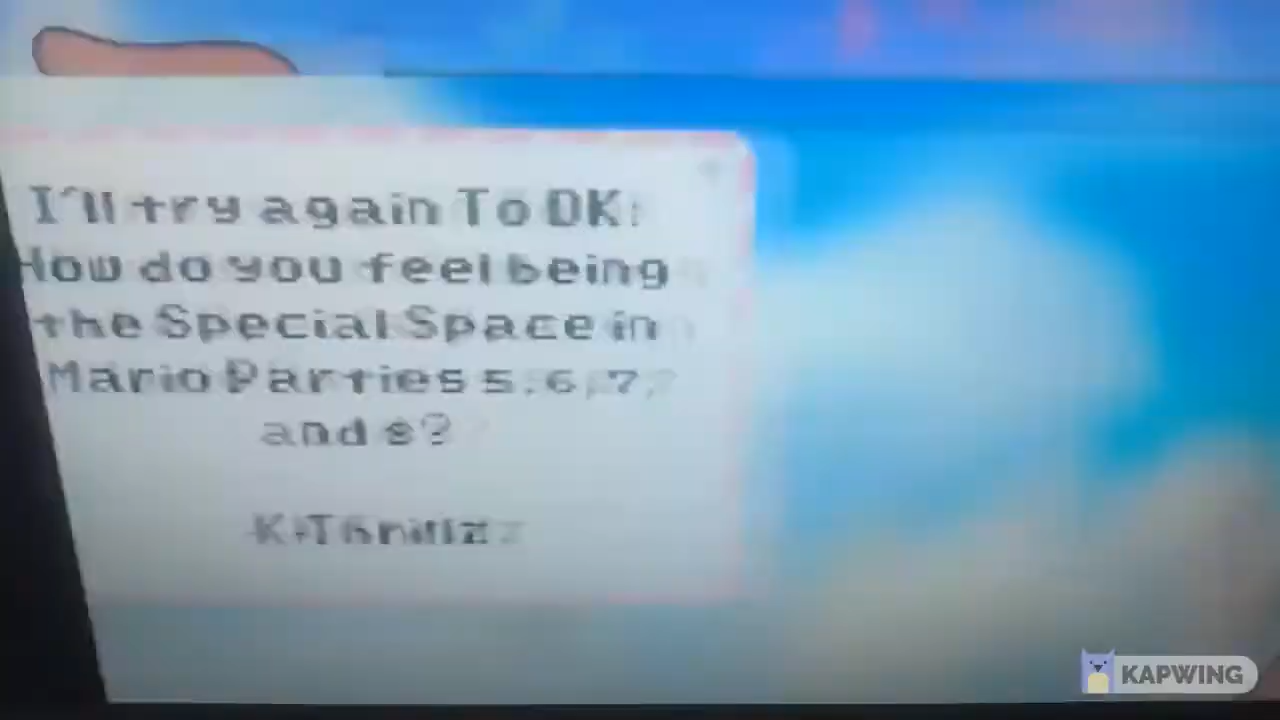 I'll try again To DK:
How do you feel being
the Special Space in
Mario Parties 5, 6, 7,
and 8?
KAPWING